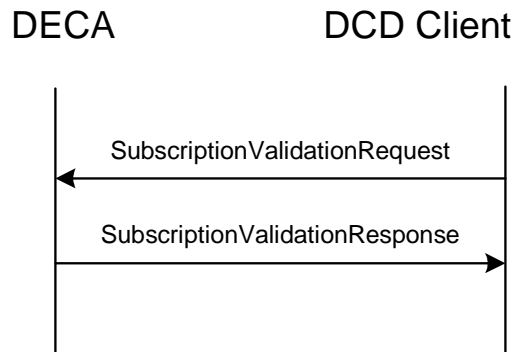 DECA DCD Client
SubscriptionValidationRequest
SubscriptionValidationResponse